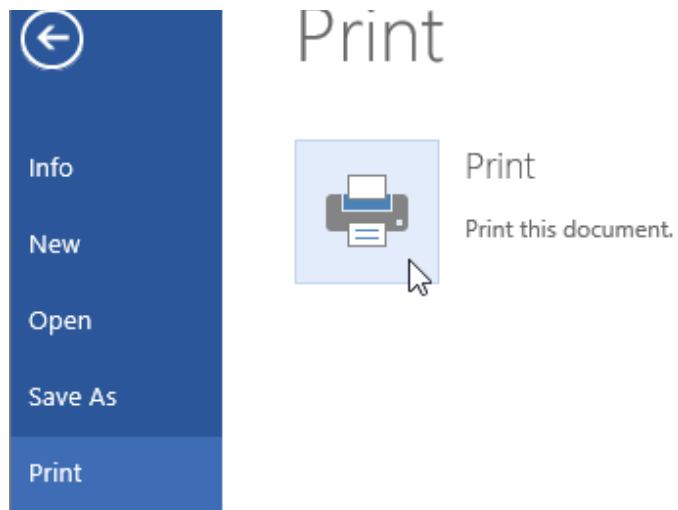 Print
Info
New
Open
Save As
Print
Print
Print this document.